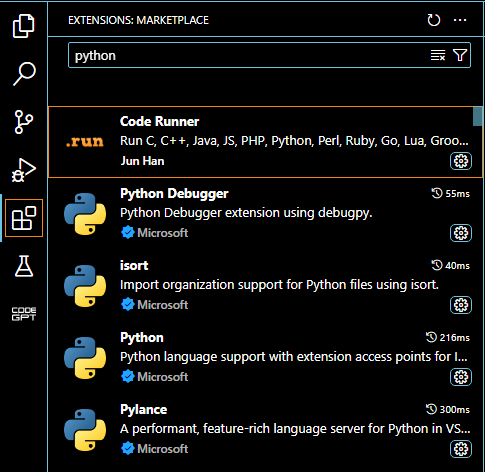 EXTENSIONS: MARKETPLACE
python
Code Runner
.run
Run C, C++, Java, JS, PHP, Python, Perl, Ruby, Go, Lua, Groo...
Jun Han
Python Debugger
55ms
Python Debugger extension using debugpy.
Microsoft
isort
40ms
Import organization support for Python files using isort.
Microsoft
Python
216ms
Python language support with extension access points for I...
Microsoft
Pylance
300ms
A performant, feature-rich language server for Python in VS...
Microsoft
CODE
GPT